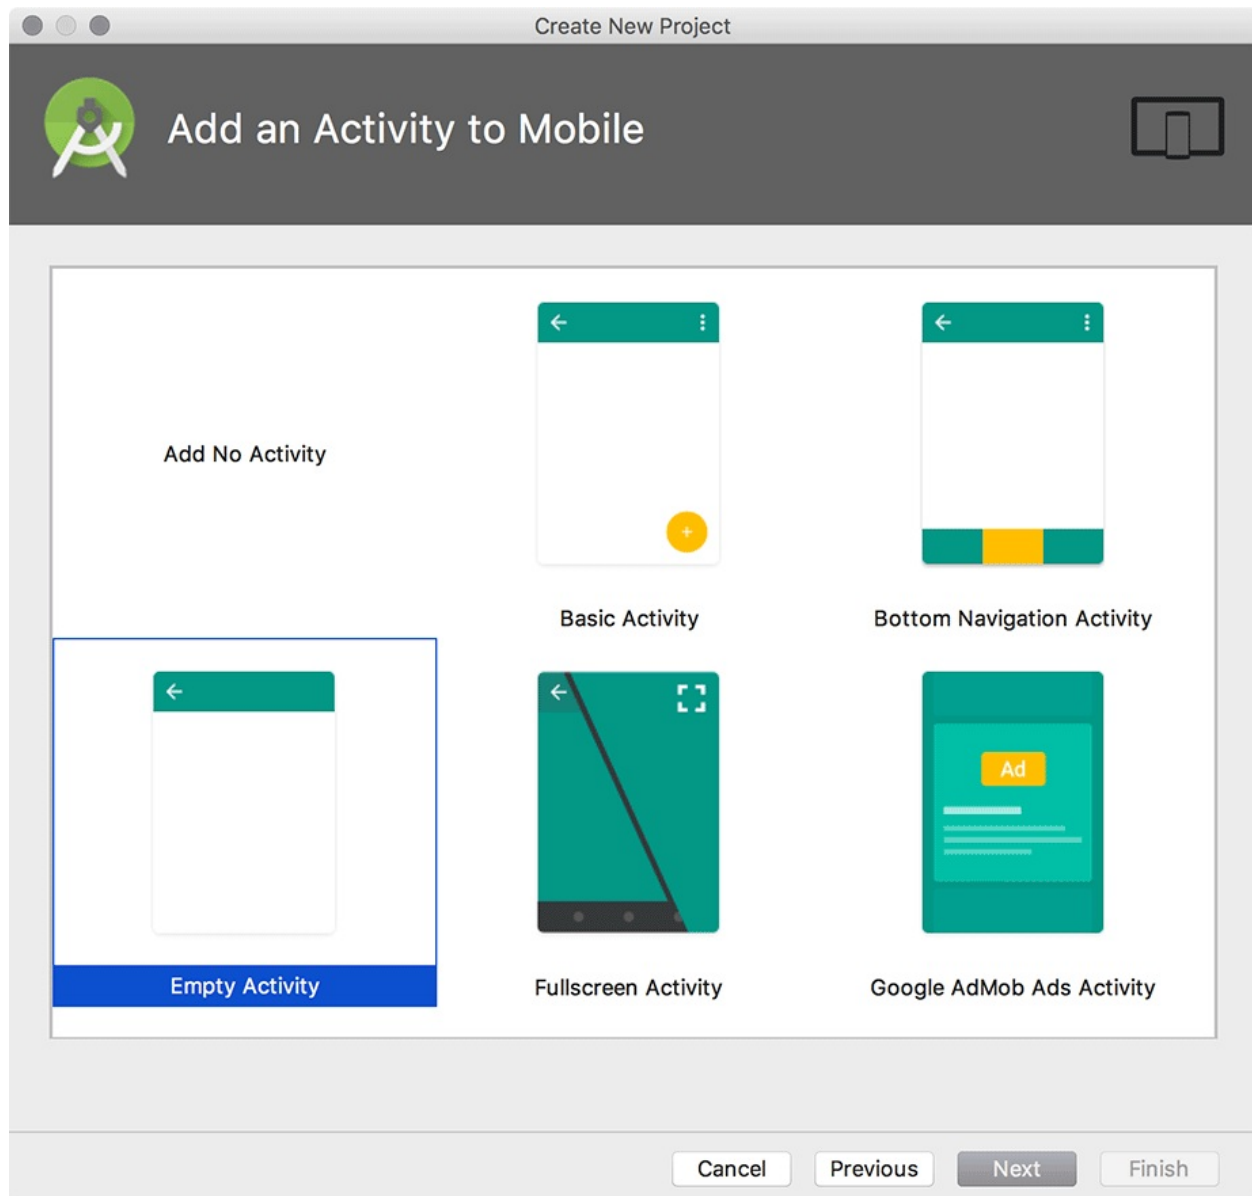 Create New Project
Add an Activity to Mobile
Add No Activity
Basic Activity
Bottom Navigation Activity
Ad
Empty Activity
Fullscreen Activity
Google AdMob Ads Activity
Cancel
Previous
Next
Finish